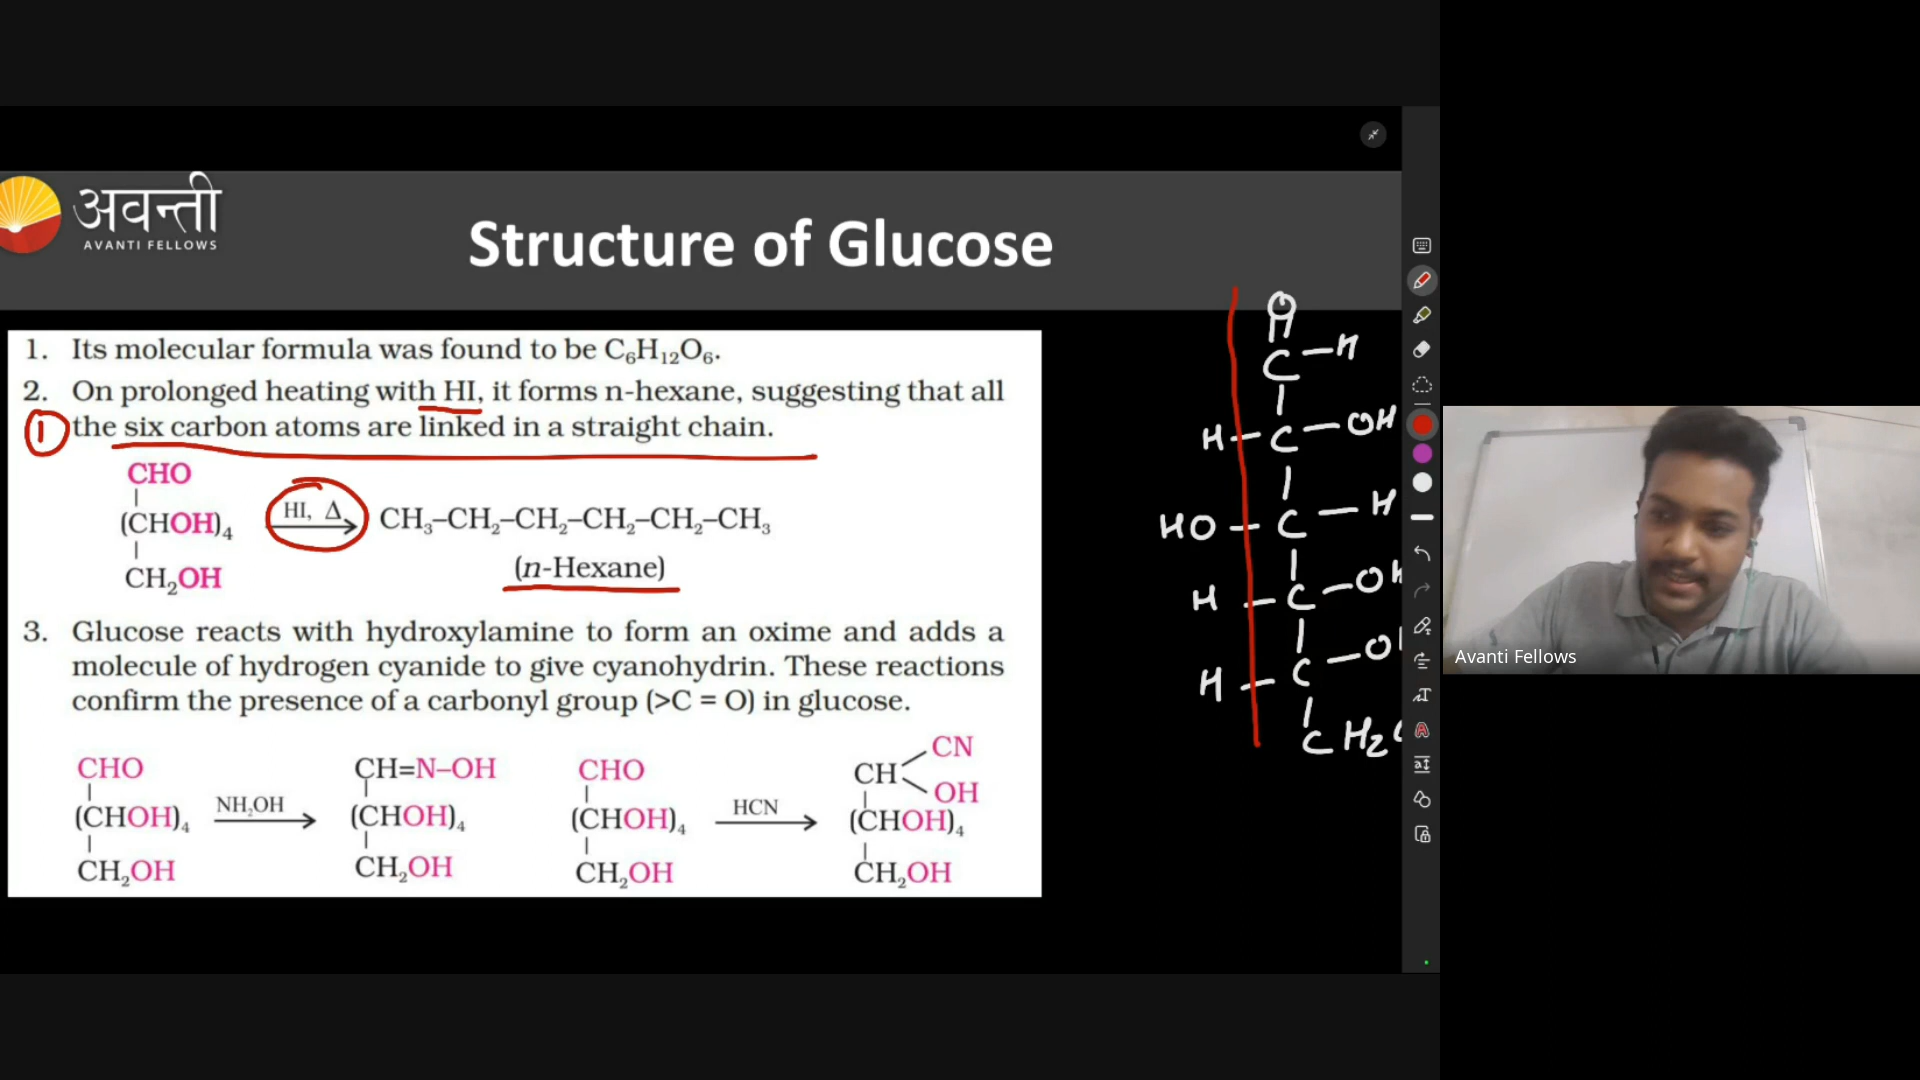 अवन्ती
AVANTI FELLOWS
Structure of Glucose
1. Its molecular formula was found to be C₆H₁₂O₆.
2. On prolonged heating with HI, it forms n-hexane, suggesting that all
① the six carbon atoms are linked in a straight chain.
CHO
(CHOH)₄
CH₂OH
HI, Δ
CH₃–CH₂–CH₂–CH₂–CH₂–CH₃
(n-Hexane)
3. Glucose reacts with hydroxylamine to form an oxime and adds a
molecule of hydrogen cyanide to give cyanohydrin. These reactions
confirm the presence of a carbonyl group (>C = O) in glucose.
CHO
(CHOH)₄
CH₂OH
NH₂OH
CH=N–OH
(CHOH)₄
CH₂OH
CHO
(CHOH)₄
CH₂OH
HCN
CH
CN
OH
(CHOH)₄
CH₂OH
O
C–H
H–C–OH
HO–C–H
H–C–OH
H–C–O
CH₂
Avanti Fellows